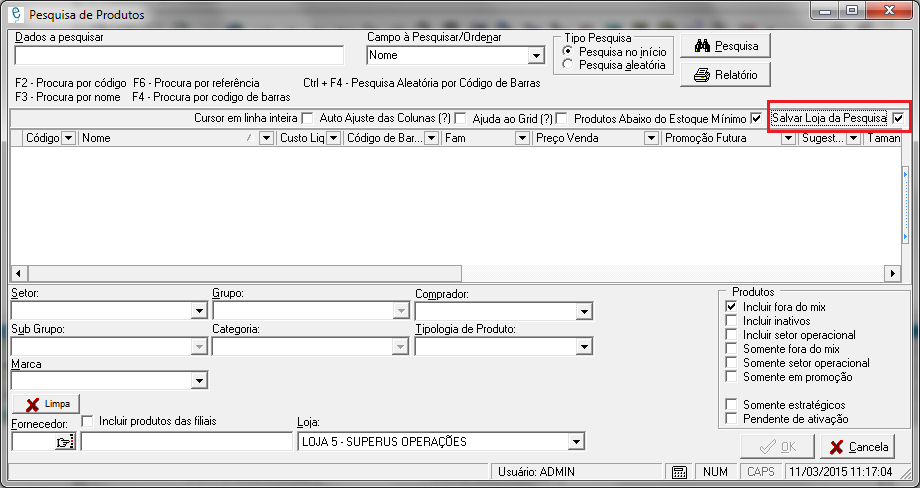 Pesquisa de Produtos
Dados a pesquisar
Campo à Pesquisar/Ordenar
Nome
Tipo Pesquisa
Pesquisa no início
Pesquisa aleatória
Pesquisa
Relatório
F2 - Procura por código F6 - Procura por referência Ctrl + F4 - Pesquisa Aleatória por Código de Barras
F3 - Procura por nome F4 - Procura por codigo de barras
Cursor em linha inteira Auto Ajuste das Colunas (?) Ajuda ao Grid (?) Produtos Abaixo do Estoque Mínimo Salvar Loja da Pesquisa
Código Nome Custo Liq Código de Bar... Fam Preço Venda Promoção Futura Sugest... Taman
Setor: Grupo: Comprador:
Sub Grupo: Categoria: Tipologia de Produto:
Marca
Limpa
Fornecedor: Incluir produtos das filiais Loja:
LOJA 5 - SUPERUS OPERAÇÕES
Produtos
Incluir fora do mix
Incluir inativos
Incluir setor operacional
Somente fora do mix
Somente setor operacional
Somente em promoção
Somente estratégicos
Pendente de ativação
OK Cancela
Usuário: ADMIN NUM CAPS 11/03/2015 11:17:04